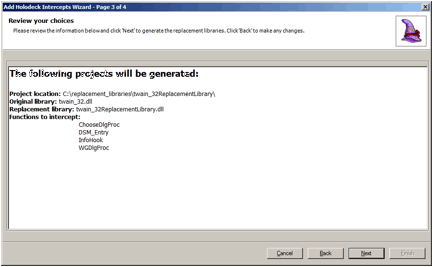 Add Holodeck Intercepts Wizard - Page 3 of 4
Review your choices
Please review the information below and click 'Next' to generate the replacement libraries. Click 'Back' to make any changes.
The following projects will be generated:
Project location: C:\replacement_libraries\twain_32ReplacementLibrary\
Original library: twain_32.dll
Replacement library: twain_32ReplacementLibrary.dll
Functions to intercept:
ChooseDlgProc
DSM_Entry
InfoHook
WGDlgProc
Cancel Back Next Finish